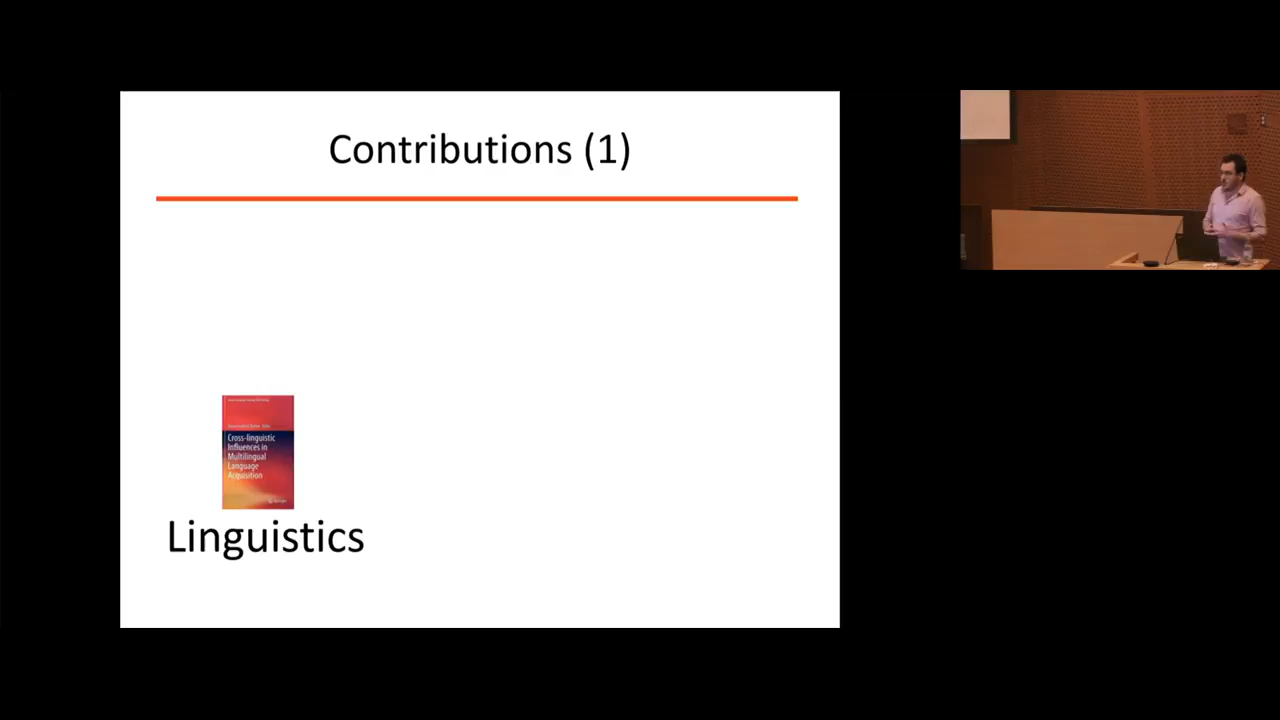 Contributions (1)
Cross-linguistic
Influences in
Multilingual
Language
Acquisition
Linguistics